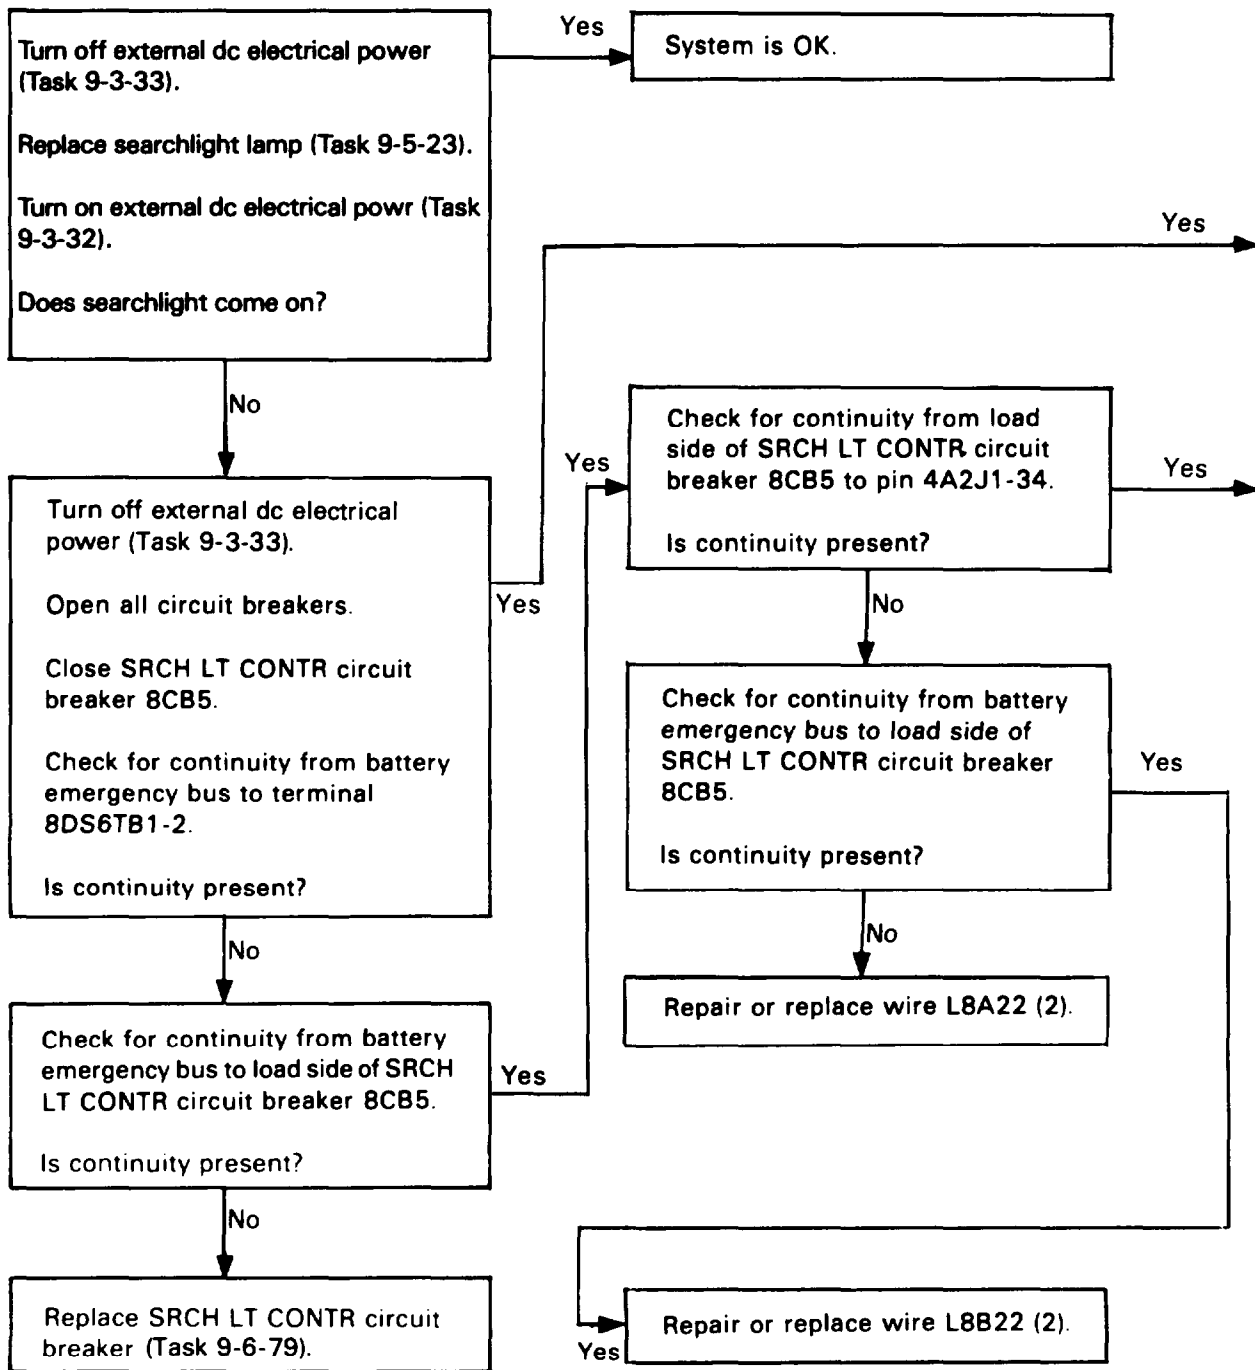 Turn off external dc electrical power
(Task 9-3-33).
Replace searchlight lamp (Task 9-5-23).
Turn on external dc electrical powr (Task
9-3-32).
Does searchlight come on?
Yes
System is OK.
Yes
No
Turn off external dc electrical
power (Task 9-3-33).
Open all circuit breakers.
Close SRCH LT CONTR circuit
breaker 8CB5.
Check for continuity from battery
emergency bus to terminal
8DS6TB1-2.
Is continuity present?
Yes
No
Check for continuity from battery
emergency bus to load side of SRCH
LT CONTR circuit breaker 8CB5.
Is continuity present?
Yes
No
Replace SRCH LT CONTR circuit
breaker (Task 9-6-79).
Yes
Check for continuity from load
side of SRCH LT CONTR circuit
breaker 8CB5 to pin 4A2J1-34.
Is continuity present?
Yes
No
Check for continuity from battery
emergency bus to load side of
SRCH LT CONTR circuit breaker
8CB5.
Is continuity present?
Yes
No
Repair or replace wire L8A22 (2).
Yes
Repair or replace wire L8B22 (2).